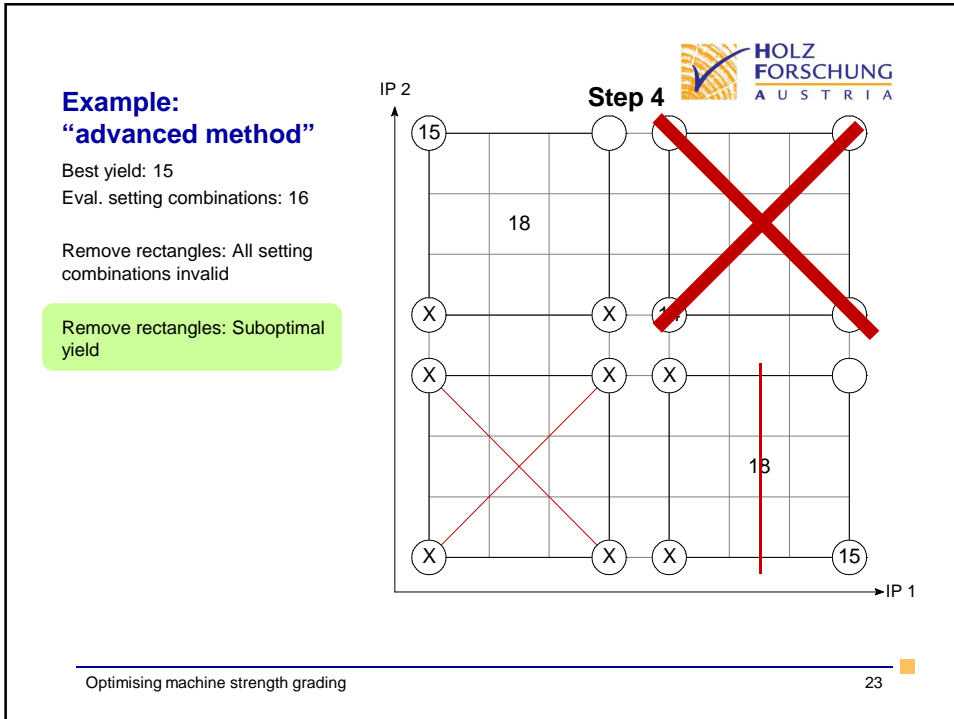 HOLZ
FORSCHUNG
AUSTRIA
Example:
“advanced method”
Best yield: 15
Eval. setting combinations: 16
Remove rectangles: All setting
combinations invalid
Remove rectangles: Suboptimal
yield
IP 2
Step 4
15
18
X X
X X X
18
X X X 15
IP 1
Optimising machine strength grading 23